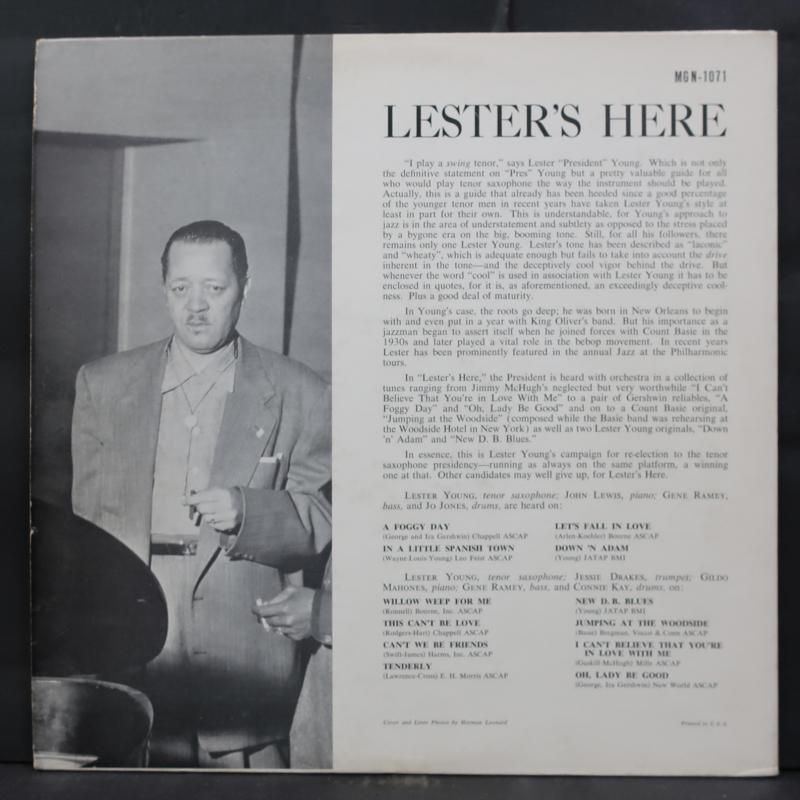 MGN-1071
LESTER'S HERE
"I play a swing tenor," says Lester "President" Young. Which is not only
the definitive statement on "Pres" Young but a pretty valuable guide for all
who would play tenor saxophone the way the instrument should be played.
Actually, this is a guide that already has been heeded since a good percentage
of the younger tenor men in recent years have taken Lester Young's style at
least in part for their own. This is understandable, for Young's approach to
jazz is in the area of understatement and subtlety as opposed to the stress placed
by a bygone era on the big, booming tone. Still, for all his followers, there
remains only one Lester Young. Lester's tone has been described as "laconic"
and "wheaty", which is adequate enough but fails to take into account the drive
inherent in the tone—and the deceptively cool vigor behind the drive. But
whenever the word "cool" is used in association with Lester Young it has to be
enclosed in quotes, for it is, as aforementioned, an exceedingly deceptive cool-
ness. Plus a good deal of maturity.
In Young's case, the roots go deep; he was born in New Orleans to begin
with and even put in a year with King Oliver's band. But his importance as a
jazzman began to assert itself when he joined forces with Count Basie in the
1930s and later played a vital role in the bebop movement. In recent years
Lester has been prominently featured in the annual Jazz at the Philharmonic
tours.
In "Lester's Here," the President is heard with orchestra in a collection of
tunes ranging from Jimmy McHugh's neglected but very worthwhile "I Can't
Believe That You're in Love With Me" to a pair of Gershwin reliables, "A
Foggy Day" and "Oh, Lady Be Good" and on to a Count Basie original,
"Jumping at the Woodside" (composed while the Basie band was rehearsing at
the Woodside Hotel in New York) as well as two Lester Young originals, "Down
'n' Adam" and "New D. B. Blues."
In essence, this is Lester Young's campaign for re-election to the tenor
saxophone presidency—running as always on the same platform, a winning
one at that. Other candidates may well give up, for Lester's Here.
LESTER YOUNG, tenor saxophone; JOHN LEWIS, piano; GENE RAMEY,
bass, and JO JONES, drums, are heard on:
A FOGGY DAY
(George and Ira Gershwin) Chappell ASCAP
IN A LITTLE SPANISH TOWN
(Wayne-Louis-Young) Leo Feist ASCAP
LET'S FALL IN LOVE
(Arlen-Koehler) Bourne ASCAP
DOWN 'N ADAM
(Young) JATAP BMI
LESTER YOUNG, tenor saxophone; JESSIE DRAKES, trumpet; GILDO
MAHONES, piano; GENE RAMEY, bass, and CONNIE KAY, drums, on:
WILLOW WEEP FOR ME
(Ronnell) Bourne, Inc. ASCAP
THIS CAN'T BE LOVE
(Rodgers-Hart) Chappell ASCAP
CAN'T WE BE FRIENDS
(Swift-James) Harms, Inc. ASCAP
TENDERLY
(Lawrence-Gross) E. H. Morris ASCAP
NEW D. B. BLUES
(Young) JATAP BMI
JUMPING AT THE WOODSIDE
(Basie) Bregman, Vocco & Conn ASCAP
I CAN'T BELIEVE THAT YOU'RE
IN LOVE WITH ME
(Gaskill-McHugh) Mills ASCAP
OH, LADY BE GOOD
(George, Ira Gershwin) New World ASCAP
Cover and Liner Photos by Herman Leonard
Printed in U.S.A.